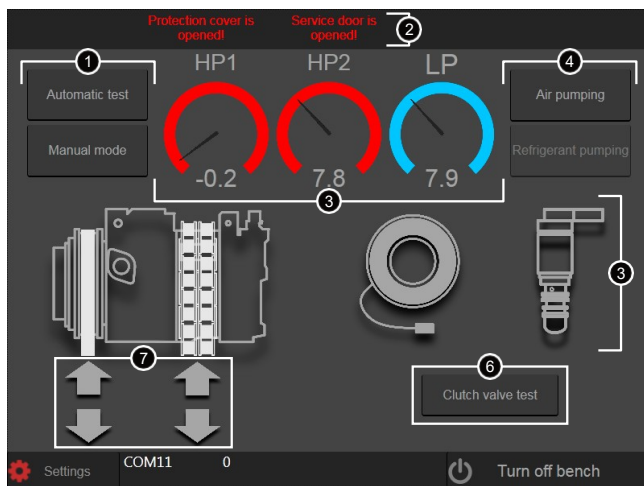 Protection cover is opened!
Service door is opened!
2
1
HP1
HP2
LP
4
Automatic test
Air pumping
Manual mode
Refrigerant pumping
-0.2
7.8
7.9
3
3
7
6
Clutch valve test
Settings
COM11
0
Turn off bench